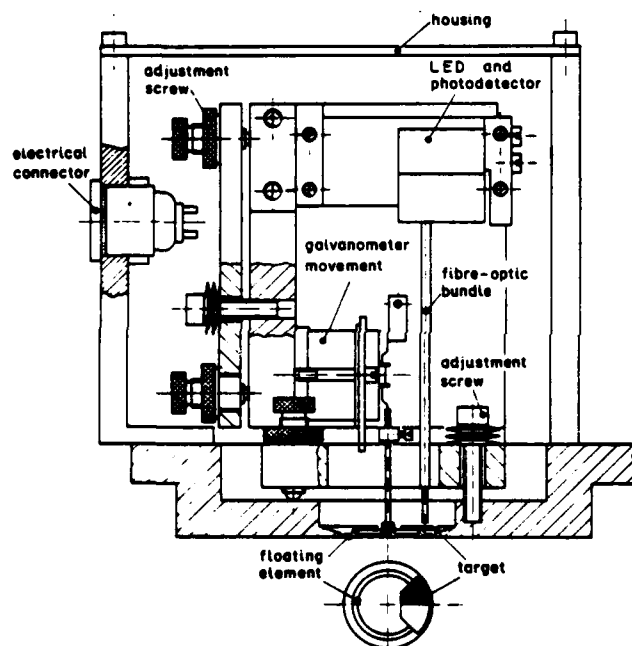 housing
adjustment
screw
LED and
photodetector
electrical
connector
galvanometer
movement
fibre-optic
bundle
adjustment
screw
floating
element
target